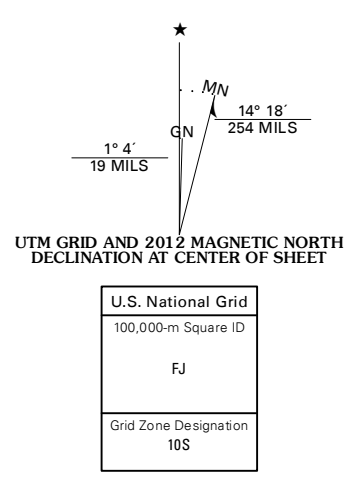 ★
MN
14° 18´
254 MILS
GN
1° 4´
19 MILS
UTM GRID AND 2012 MAGNETIC NORTH
DECLINATION AT CENTER OF SHEET
U.S. National Grid
100,000-m Square ID
FJ
Grid Zone Designation
10S